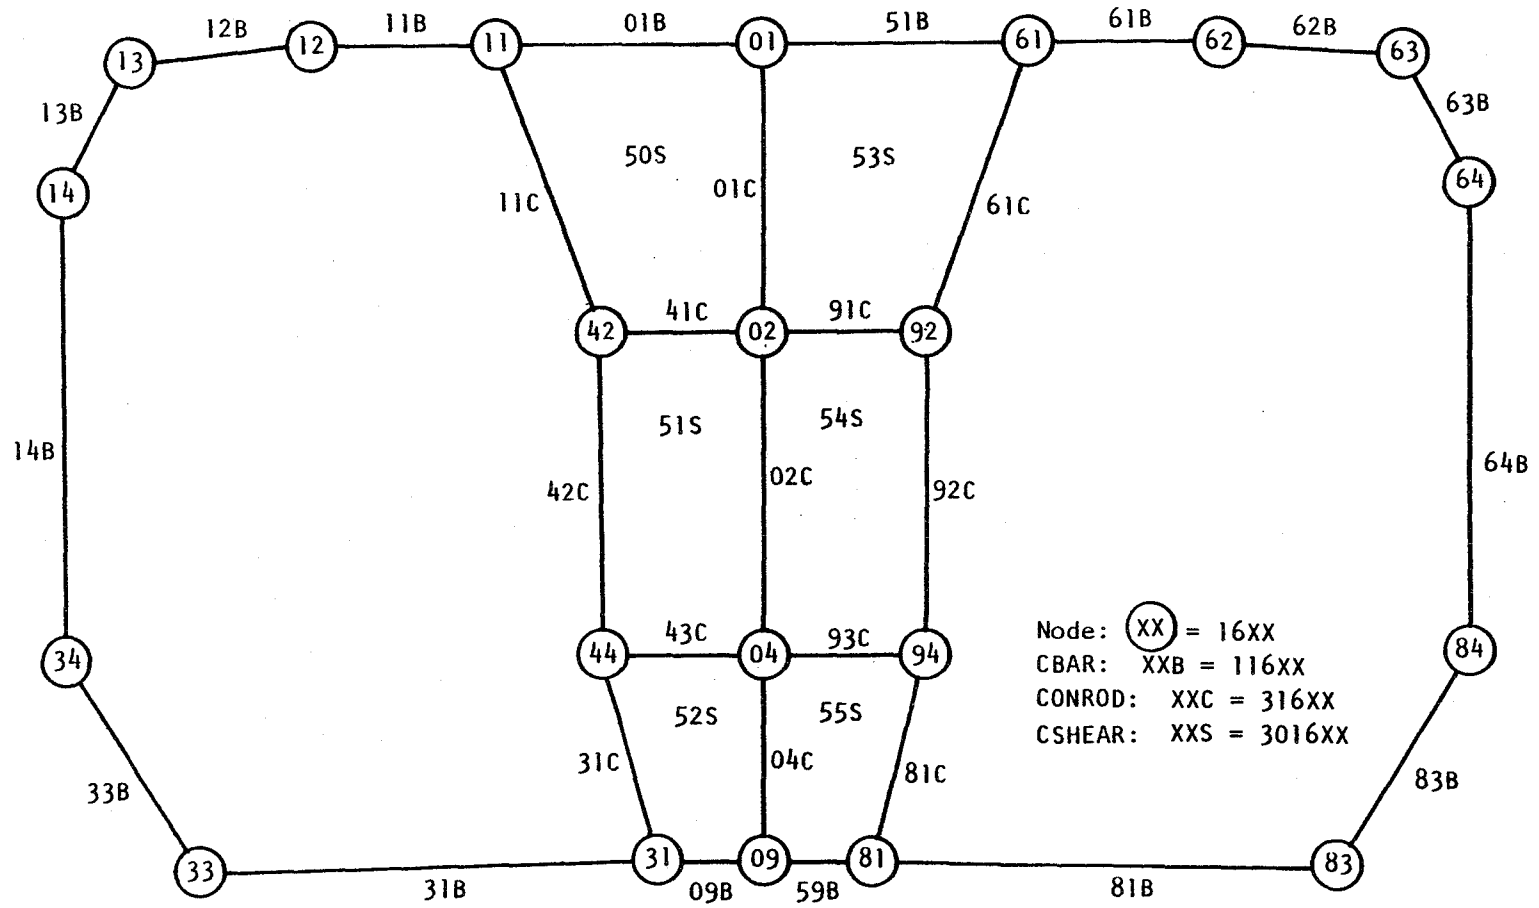 12B 11B 01B 51B 61B 62B
13 12 11 01 61 62 63
13B 63B
14 50S 53S 64
11C 01C 61C
41C 91C
42 02 92
51S 54S
14B 42C 02C 92C 64B
43C 93C
34 44 04 94 84
Node: XX = 16XX
CBAR: XXB = 116XX
CONROD: XXC = 316XX
CSHEAR: XXS = 3016XX
52S 55S
33B 31C 04C 81C 83B
33 31 09 81 83
31B 09B 59B 81B